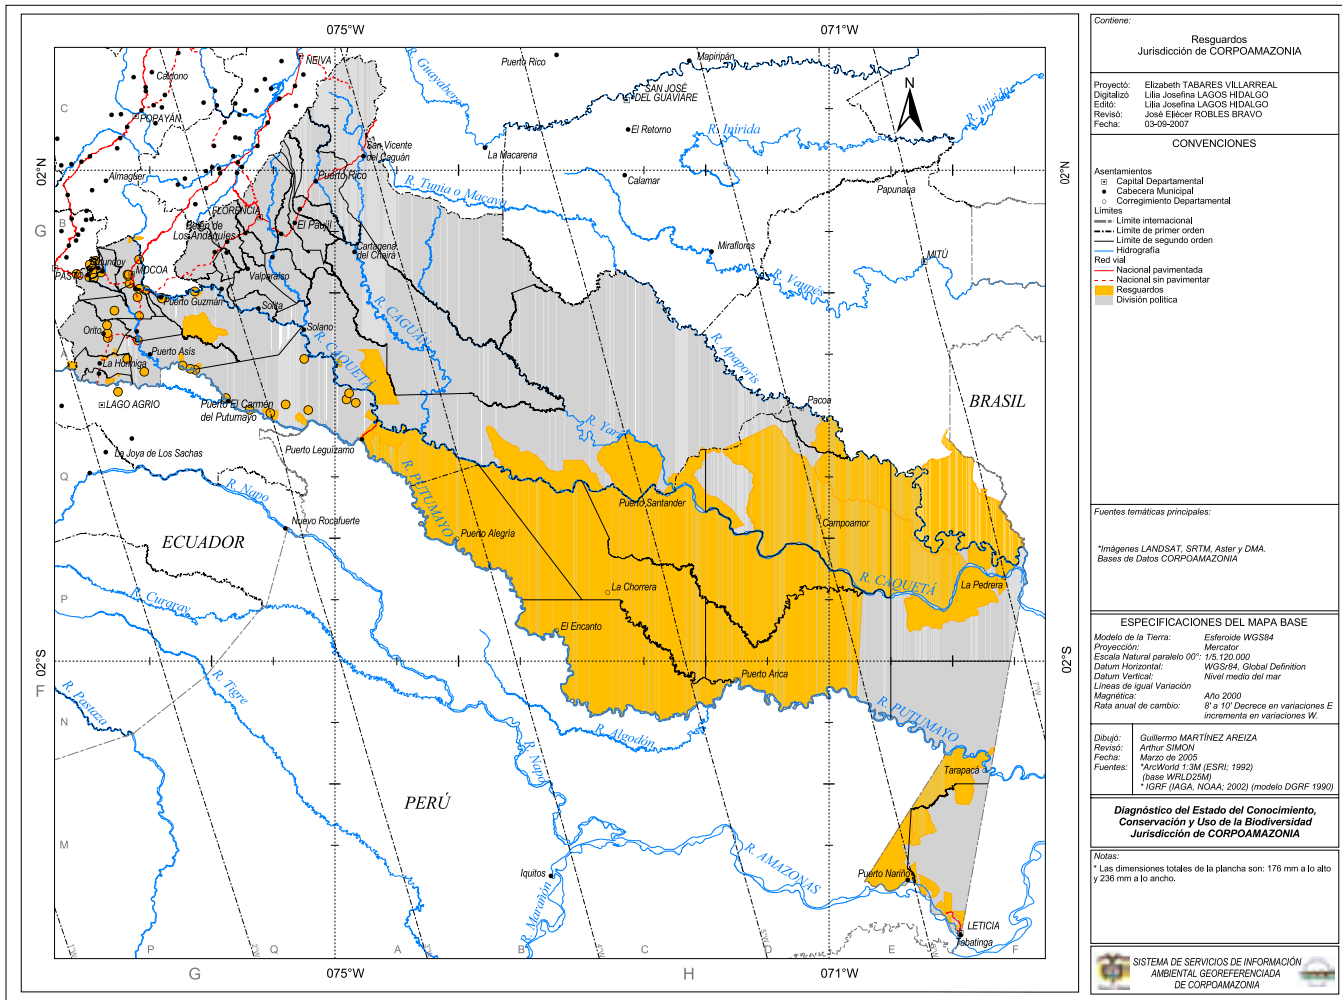 075°W
071°W
NEIVA
Puerto Rico
Mapiripán
R. Guayabero
Caldono
C
SAN JOSÉ
DEL GUAVIARE
N
R. Inírida
POPAYÁN
El Retorno
R. Inírida
San Vicente
del Caguán
La Macarena
02°N
02°N
Almaguer
Puerto Rico
Calamar
R. Tunia o Macaya
Papunaua
FLORENCIA
B
G
Belén de
Los Andaquíes
El Paujil
Cartagena
del Chairá
Miraflores
MITÚ
PASTO
MOCOA
Valparaíso
R. Vaupés
Puerto Guzmán
Solita
R. CAGUÁN
Orito
Solano
R. CAQUETÁ
R. Apaporis
A
Puerto Asís
La Hormiga
LAGO AGRIO
Puerto El Carmen
del Putumayo
Pacoa
BRASIL
R. Yarí
La Joya de Los Sachas
Puerto Leguízamo
Q
R. Napo
R. PUTUMAYO
Puerto Santander
Nuevo Rocafuerte
Campoamor
ECUADOR
Puerto Alegría
R. CAQUETÁ
La Pedrera
La Chorrera
P
R. Curaray
El Encanto
02°S
02°S
F
R. Pastaza
R. Tigre
Puerto Arica
N
R. PUTUMAYO
R. Algodón
R. Napo
Tarapacá
PERÚ
M
R. AMAZONAS
Iquitos
Puerto Nariño
R. Marañón
LETICIA
Tabatinga
P
Q
A
B
C
D
E
F
G
H
075°W
071°W
Contiene:
Resguardos
Jurisdicción de CORPOAMAZONIA
Proyectó: Elizabeth TABARES VILLARREAL
Digitalizó Lilia Josefina LAGOS HIDALGO
Editó: Lilia Josefina LAGOS HIDALGO
Revisó: José Eliécer ROBLES BRAVO
Fecha: 03-09-2007
CONVENCIONES
Asentamientos
Capital Departamental
Cabecera Municipal
Corregimiento Departamental
Límites
Límite internacional
Límite de primer orden
Límite de segundo orden
Hidrografía
Red vial
Nacional pavimentada
Nacional sin pavimentar
Resguardos
División política
Fuentes temáticas principales:
*Imágenes LANDSAT, SRTM, Aster y DMA.
Bases de Datos CORPOAMAZONIA
ESPECIFICACIONES DEL MAPA BASE
Modelo de la Tierra: Esferoide WGS84
Proyección: Mercator
Escala Natural paralelo 00°: 1/5.120.000
Datum Horizontal: WGSr84, Global Definition
Datum Vertical: Nivel medio del mar
Líneas de igual Variación
Magnética: Año 2000
Rata anual de cambio: 8' a 10' Decrece en variaciones E
incrementa en variaciones W.
Dibujó: Guillermo MARTÍNEZ AREIZA
Revisó: Arthur SIMON
Fecha: Marzo de 2005
Fuentes: *ArcWorld 1:3M (ESRI; 1992)
(base WRLD25M)
* IGRF (IAGA, NOAA; 2002) (modelo DGRF 1990)
Diagnóstico del Estado del Conocimiento,
Conservación y Uso de la Biodiversidad
Jurisdicción de CORPOAMAZONIA
Notas:
* Las dimensiones totales de la plancha son: 176 mm a lo alto
y 236 mm a lo ancho.
SISTEMA DE SERVICIOS DE INFORMACIÓN
AMBIENTAL GEOREFERENCIADA
DE CORPOAMAZONIA